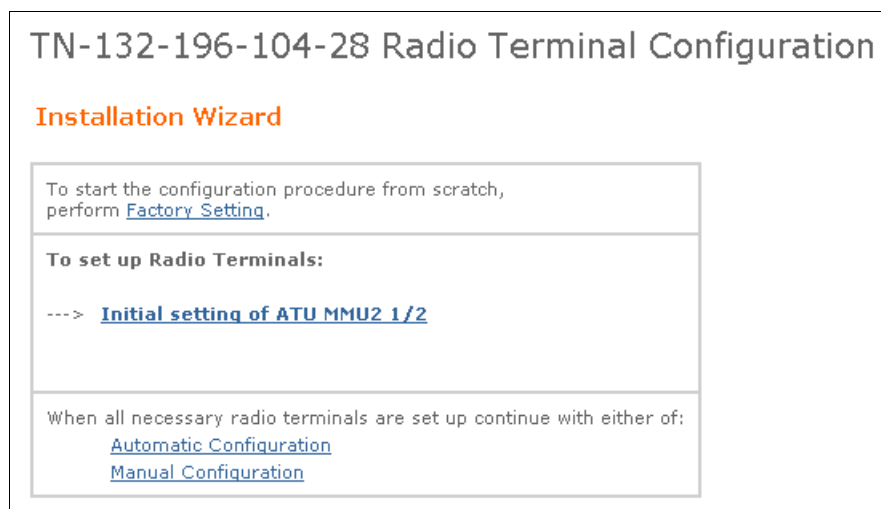 TN-132-196-104-28 Radio Terminal Configuration
Installation Wizard
To start the configuration procedure from scratch,
perform Factory Setting.
To set up Radio Terminals:
---> Initial setting of ATU MMU2 1/2
When all necessary radio terminals are set up continue with either of:
Automatic Configuration
Manual Configuration